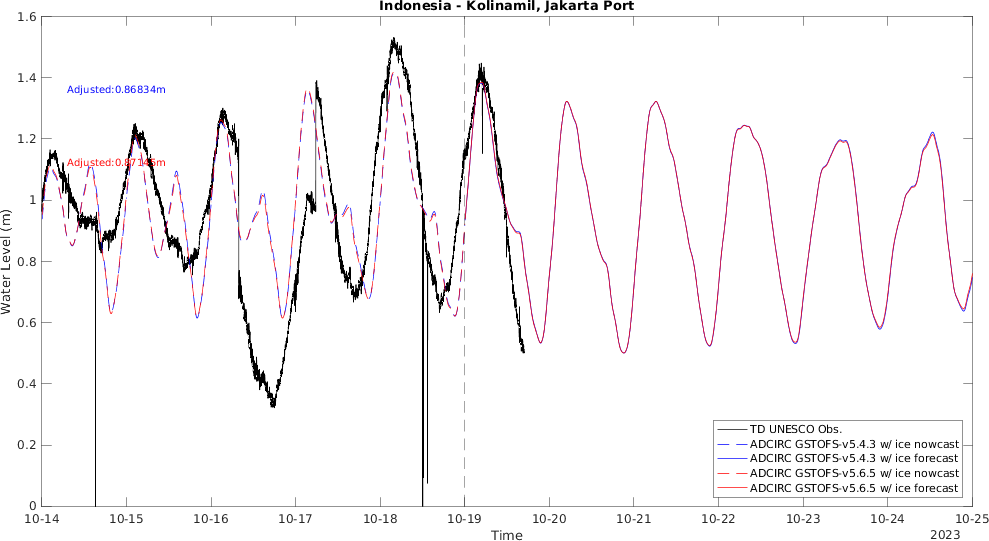 Indonesia - Kolinamil, Jakarta Port
1.6
1.4
1.2
1
0.8
0.6
0.4
0.2
0
Water Level (m)
Adjusted:0.86834m
Adjusted:0.87145m
TD UNESCO Obs.
ADCIRC GSTOFS-v5.4.3 w/ ice nowcast
ADCIRC GSTOFS-v5.4.3 w/ ice forecast
ADCIRC GSTOFS-v5.6.5 w/ ice nowcast
ADCIRC GSTOFS-v5.6.5 w/ ice forecast
10-14 10-15 10-16 10-17 10-18 10-19 10-20 10-21 10-22 10-23 10-24 10-25
Time
2023